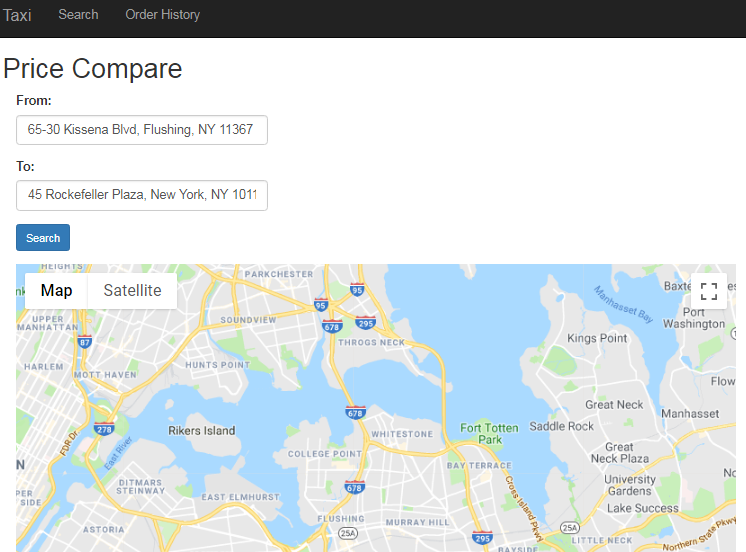 Taxi Search Order History
Price Compare
From:
65-30 Kissena Blvd, Flushing, NY 11367
To:
45 Rockefeller Plaza, New York, NY 1011
Search
HEIGHTS
PARKCHESTER
Map Satellite
95
95
Manhasset Bay
UPPER
MANHATTAN
SOUNDVIEW
678
295
Port
Washington
87
THROGS NECK
Kings Point
HARLEM
HUNTS POINT
MOTT HAVEN
Great Neck
Manhasset
678
278
Rikers Island
WHITESTONE
Fort Totten
Park
Saddle Rock
FDR Dr
East River
COLLEGE POINT
BAY TERRACE
Great
Neck Plaza
University
Gardens
DITMARS
STEINWAY
678
EAST ELMHURST
Cross Island Pkwy
Lake Success
FLUSHING
MURRAY HILL
ASTORIA
25A
295
25A
BAYSIDE
LITTLE NECK
Northern State Pkwy